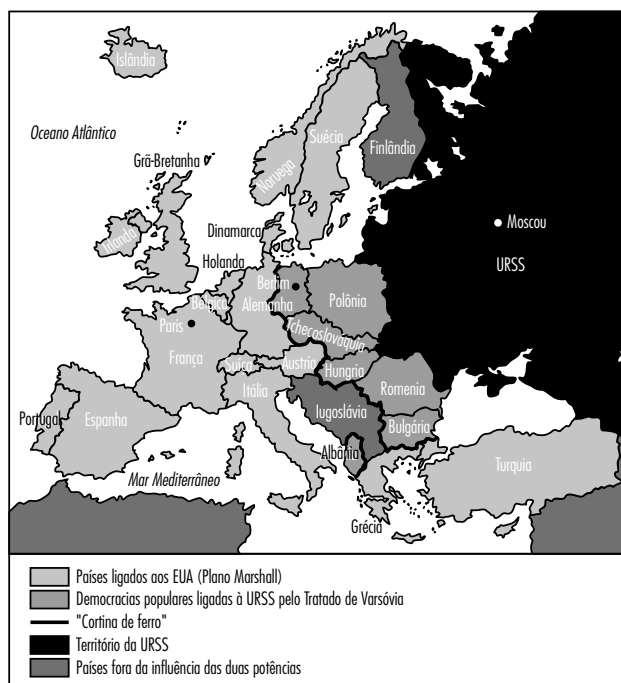 Islândia
Oceano Atlântico
Suécia
Finlândia
Noruega
Grã-Bretanha
Moscou
Irlanda
Dinamarca
URSS
Holanda
Berlim
Bélgica
Alemanha
Polônia
Paris
Tchecoslováquia
França
Suíça
Austria
Hungria
Itália
Romenia
Iugoslávia
Portugal
Espanha
Bulgária
Albânia
Turquia
Mar Mediterrâneo
Grécia
Países ligados aos EUA (Plano Marshall)
Democracias populares ligadas à URSS pelo Tratado de Varsóvia
"Cortina de ferro"
Território da URSS
Países fora da influência das duas potências